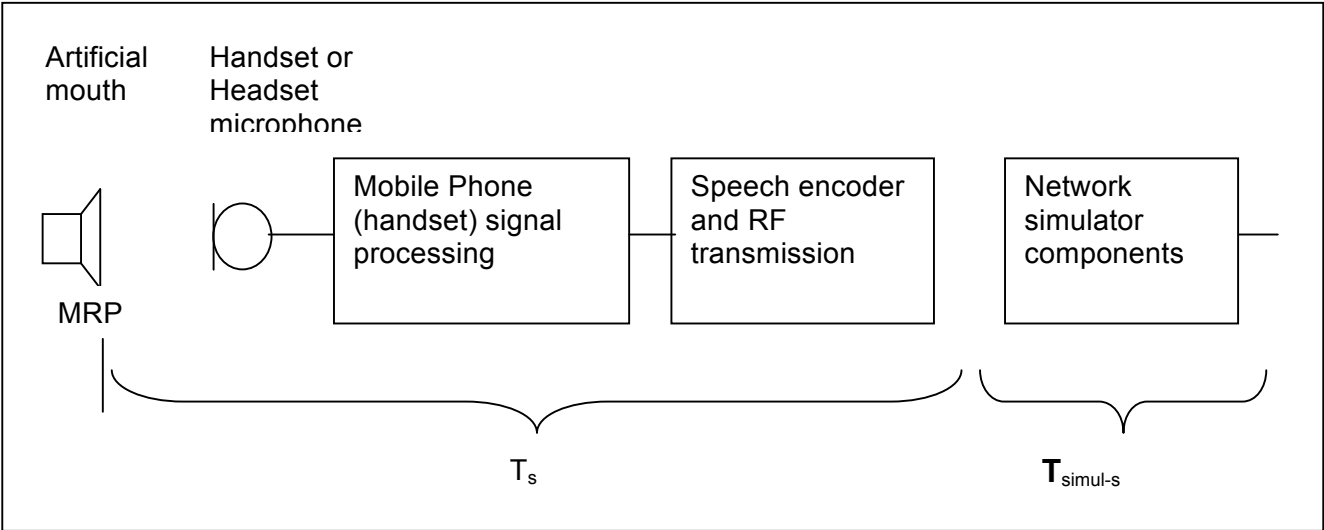 Artificial
mouth
Handset or
Headset
microphone
Mobile Phone
(handset) signal
processing
Speech encoder
and RF
transmission
Network
simulator
components
MRP
Ts
Tsimul-s